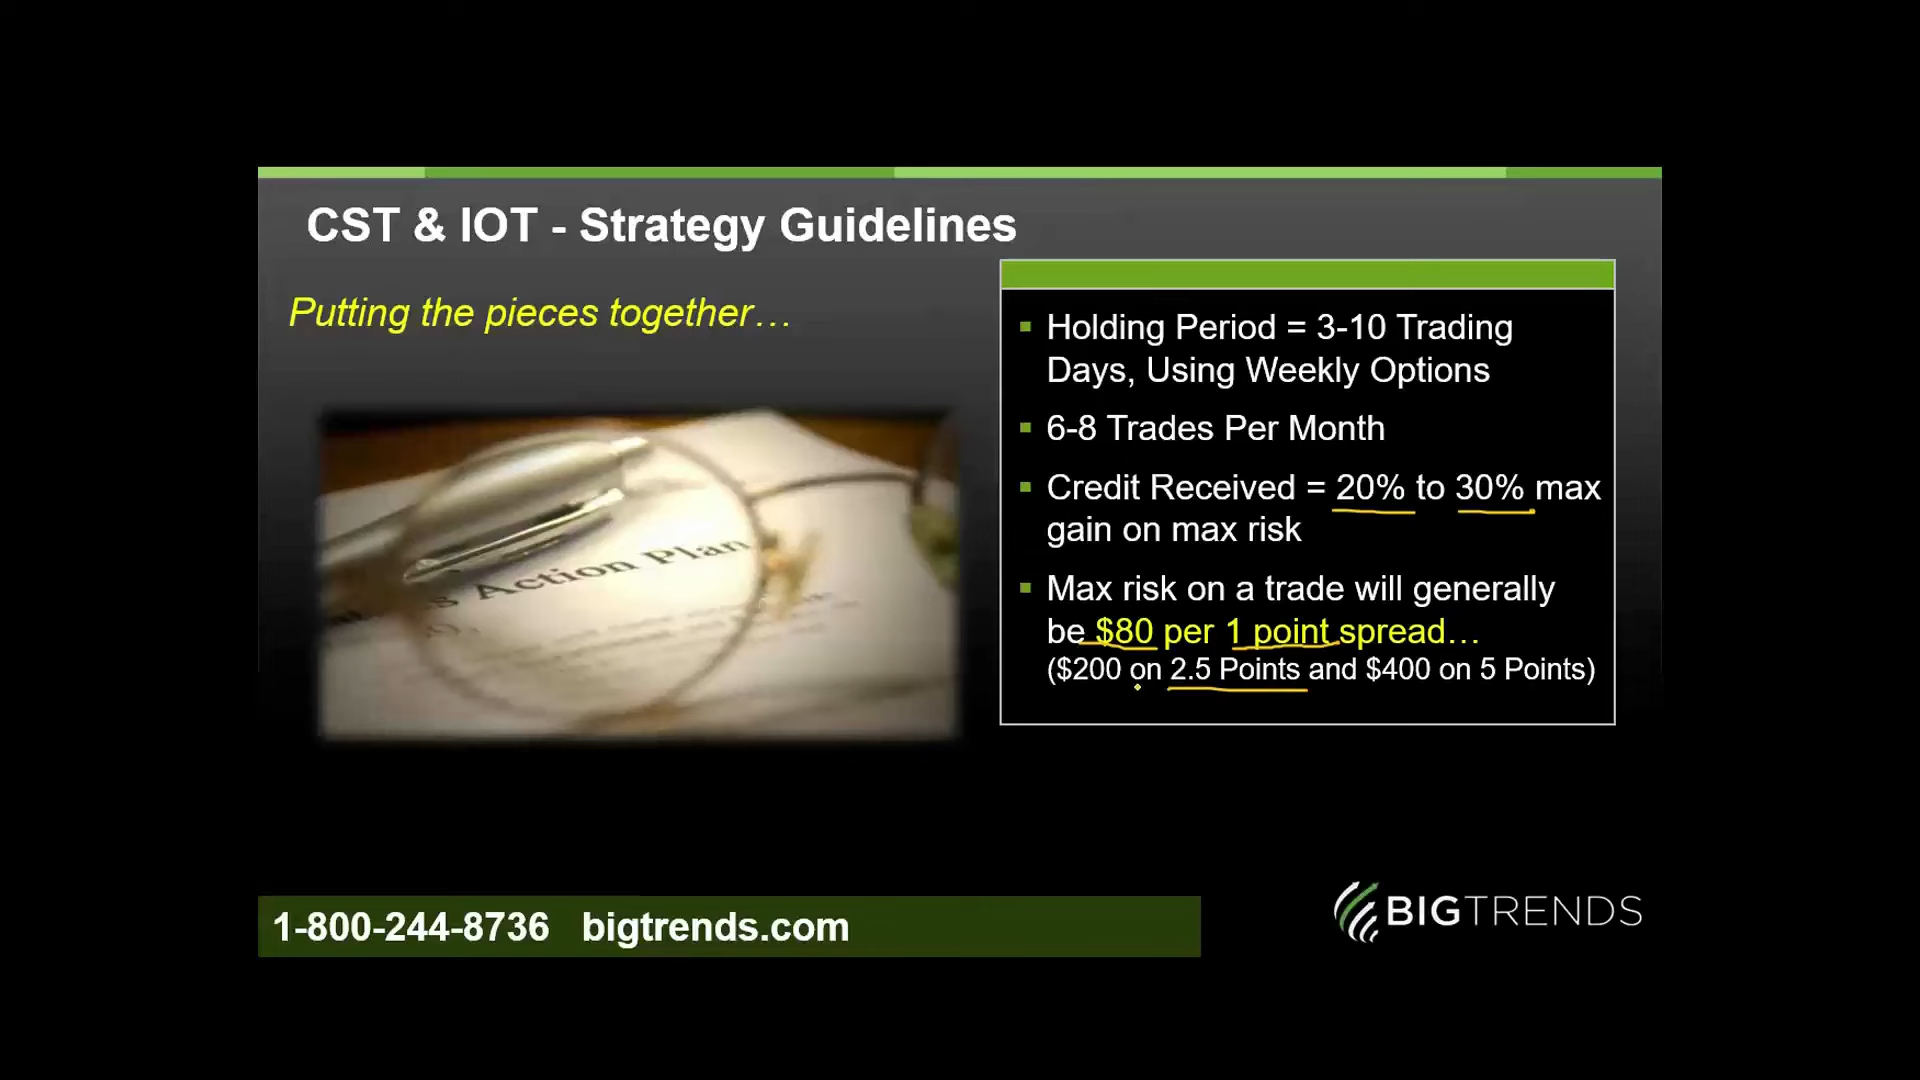 CST & IOT - Strategy Guidelines
Putting the pieces together…
s Action Plan
▪ Holding Period = 3-10 Trading
Days, Using Weekly Options
▪ 6-8 Trades Per Month
▪ Credit Received = 20% to 30% max
gain on max risk
▪ Max risk on a trade will generally
be $80 per 1 point spread…
($200 on 2.5 Points and $400 on 5 Points)
1-800-244-8736 bigtrends.com
BIGTRENDS